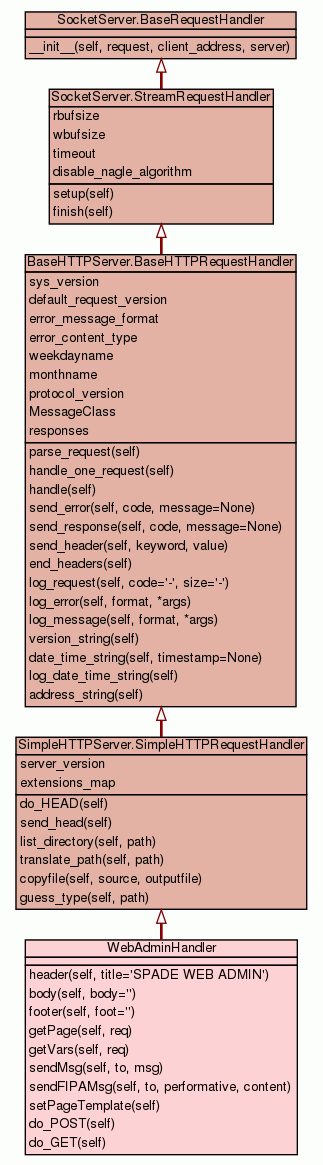 SocketServer.BaseRequestHandler
__init__(self, request, client_address, server)
SocketServer.StreamRequestHandler
rbufsize
wbufsize
timeout
disable_nagle_algorithm
setup(self)
finish(self)
BaseHTTPServer.BaseHTTPRequestHandler
sys_version
default_request_version
error_message_format
error_content_type
weekdayname
monthname
protocol_version
MessageClass
responses
parse_request(self)
handle_one_request(self)
handle(self)
send_error(self, code, message=None)
send_response(self, code, message=None)
send_header(self, keyword, value)
end_headers(self)
log_request(self, code='-', size='-')
log_error(self, format, *args)
log_message(self, format, *args)
version_string(self)
date_time_string(self, timestamp=None)
log_date_time_string(self)
address_string(self)
SimpleHTTPServer.SimpleHTTPRequestHandler
server_version
extensions_map
do_HEAD(self)
send_head(self)
list_directory(self, path)
translate_path(self, path)
copyfile(self, source, outputfile)
guess_type(self, path)
WebAdminHandler
header(self, title='SPADE WEB ADMIN')
body(self, body='')
footer(self, foot='')
getPage(self, req)
getVars(self, req)
sendMsg(self, to, msg)
sendFIPAMsg(self, to, performative, content)
setPageTemplate(self)
do_POST(self)
do_GET(self)